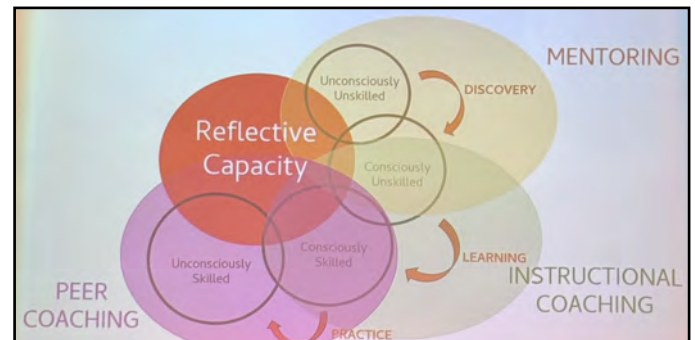 MENTORING
Unconsciously
Unskilled
DISCOVERY
Reflective
Capacity
Consciously
Unskilled
Consciously
Skilled
LEARNING
Unconsciously
Skilled
INSTRUCTIONAL
COACHING
PEER
COACHING
PRACTICE